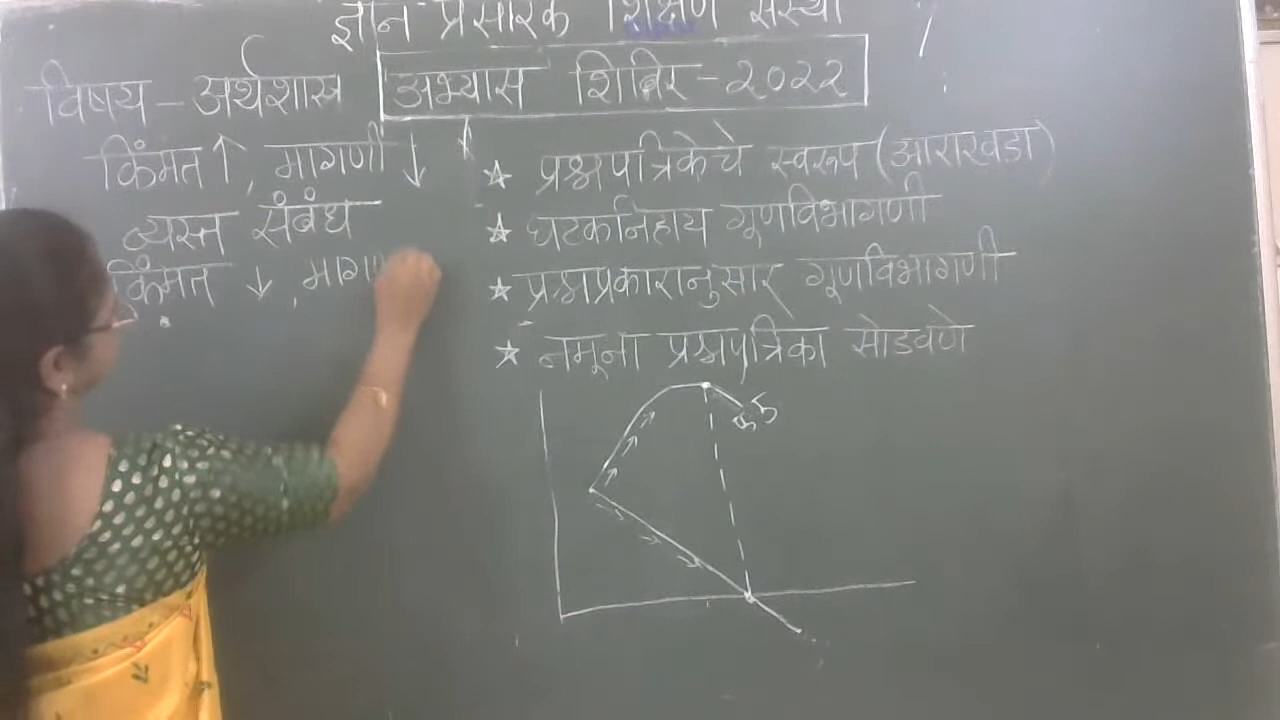 ज्ञान प्रसारक शिक्षण संस्था
विषय - अर्थशास्त्र
अभ्यास शिबिर - २०२२
किंमत ↑, मागणी ↓
व्यस्त संबंध
किंमत ↓, माग
☆ प्रश्नपत्रिकेचे स्वरूप (आराखडा)
☆ घटकनिहाय गूणविभागणी
☆ प्रश्नप्रकारानुसार गूणविभागणी
☆ नमूना प्रश्नपत्रिका सोडवणे